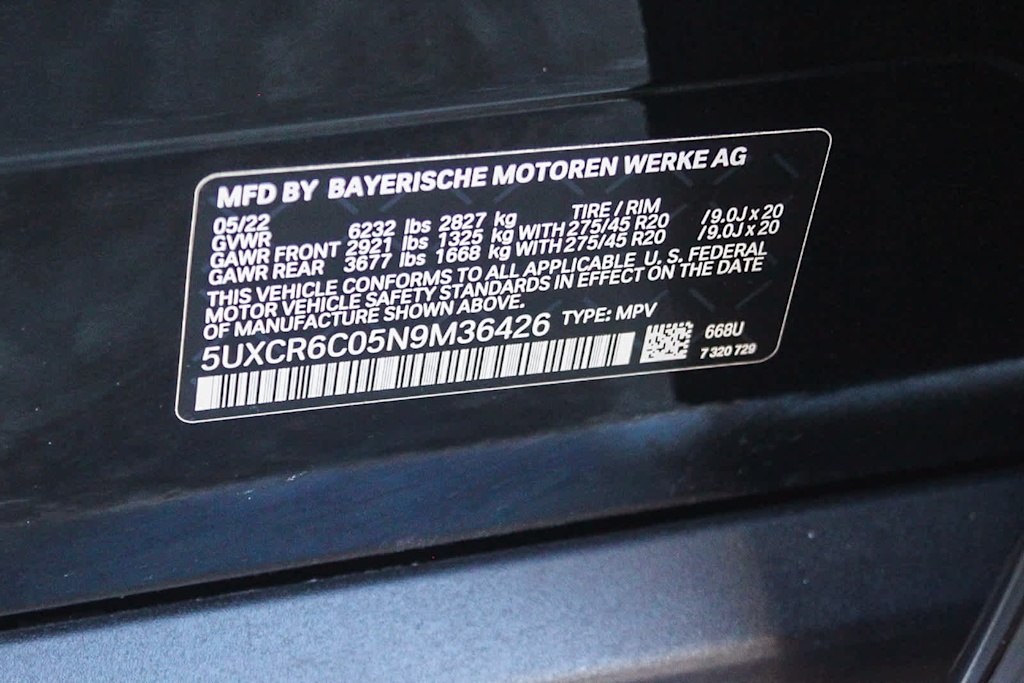 MFD BY BAYERISCHE MOTOREN WERKE AG
05/22 TIRE / RIM
GVWR 6232 lbs 2827 kg
GAWR FRONT 2921 lbs 1325 kg WITH 275/45 R20 /9.0J x 20
GAWR REAR 3677 lbs 1668 kg WITH 275/45 R20 /9.0J x 20
THIS VEHICLE CONFORMS TO ALL APPLICABLE U. S. FEDERAL
MOTOR VEHICLE SAFETY STANDARDS IN EFFECT ON THE DATE
OF MANUFACTURE SHOWN ABOVE.
5UXCR6C05N9M36426 TYPE: MPV
668U
7 320 729